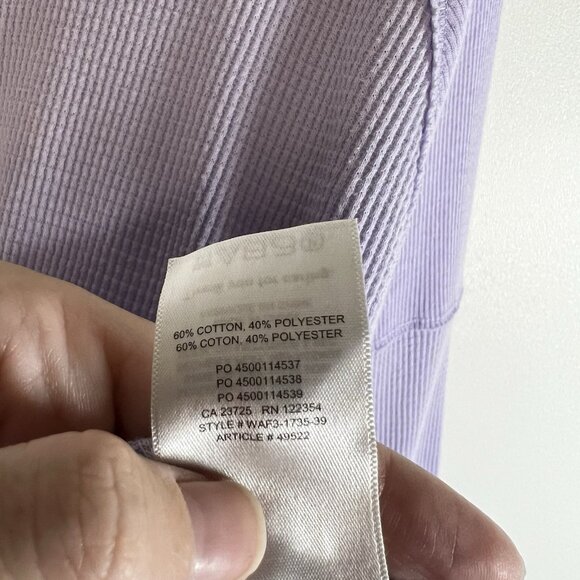 60% COTTON, 40% POLYESTER
60% COTON, 40% POLYESTER
PO 4500114537
PO 4500114538
PO 4500114539
CA 23725 RN 122354
STYLE # WAF3-1735-39
ARTICLE # 49522